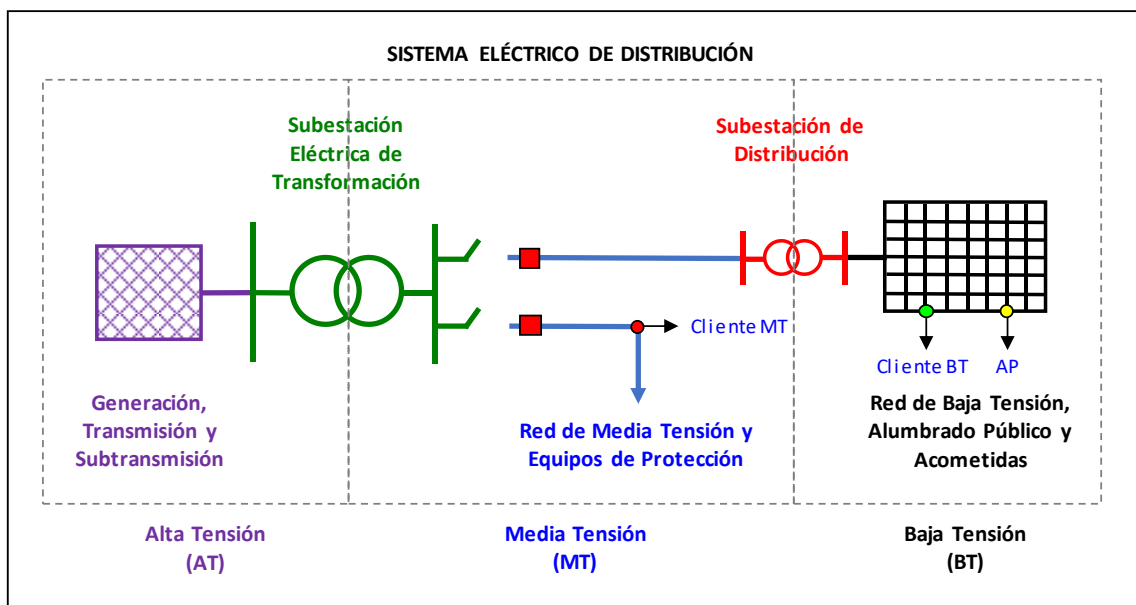 SISTEMA ELÉCTRICO DE DISTRIBUCIÓN
Subestación
Eléctrica de
Transformación
Subestación de
Distribución
Cliente MT
Cliente BT
AP
Generación,
Transmisión y
Subtransmisión
Red de Media Tensión y
Equipos de Protección
Red de Baja Tensión,
Alumbrado Público y
Acometidas
Alta Tensión
(AT)
Media Tensión
(MT)
Baja Tensión
(BT)